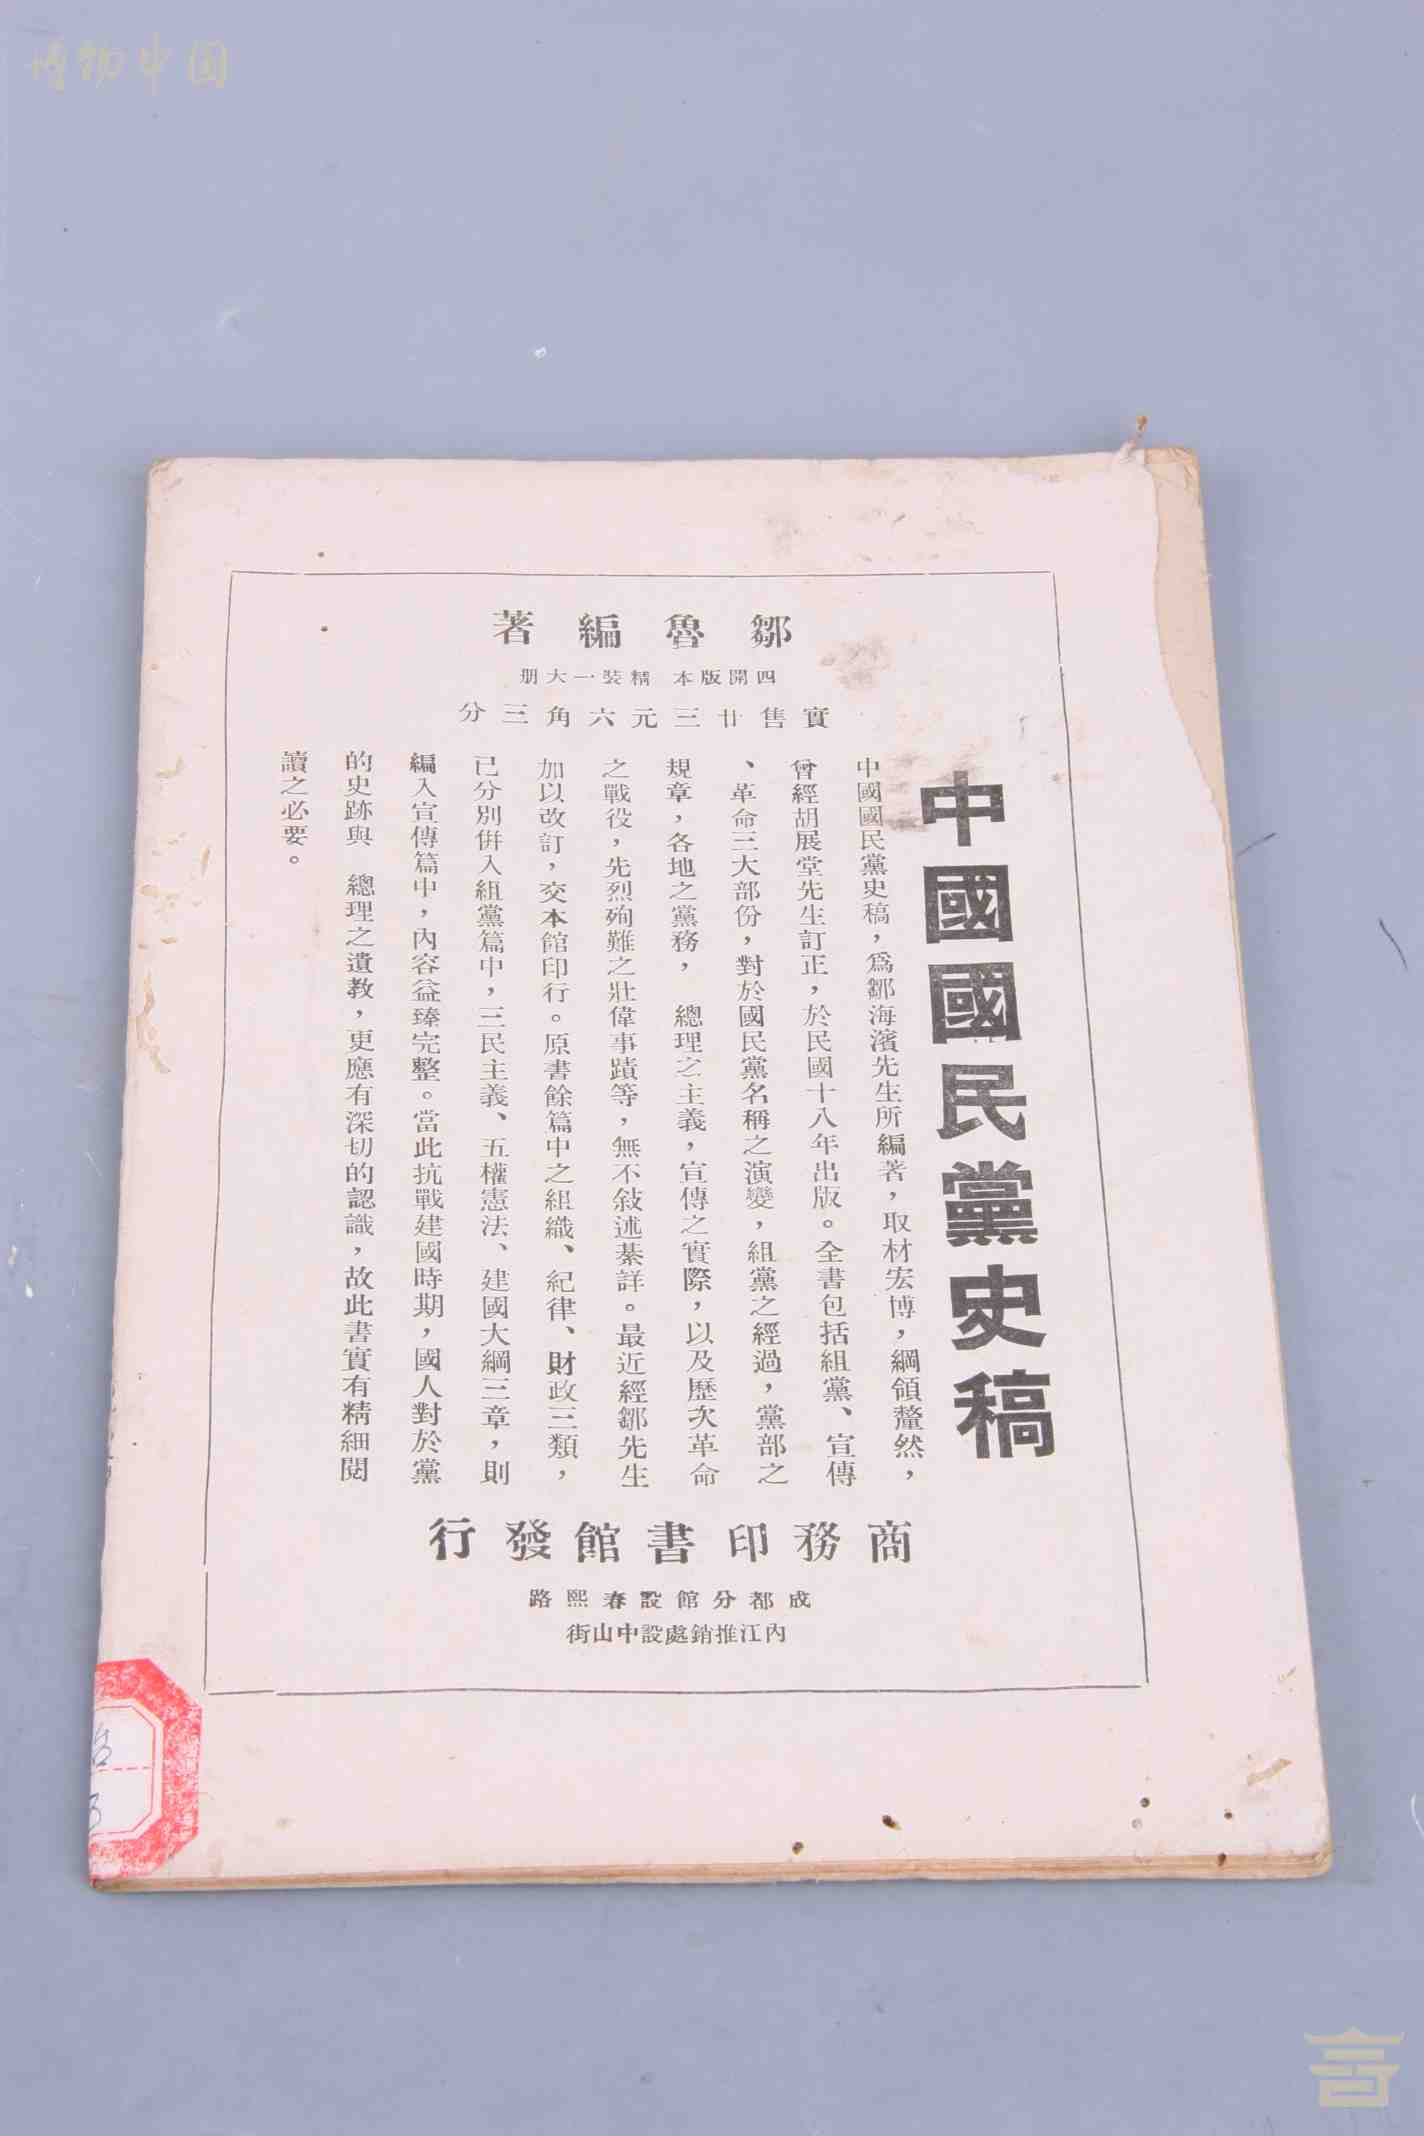 博物中国
中國國民黨史稿
鄒魯編著
四開版本 精裝一大册
實售廿三元六角三分
中國國民黨史稿，爲鄒海濱先生所編著，取材宏博，綱領釐然，
曾經胡展堂先生訂正，於民國十八年出版。全書包括組黨、宣傳
、革命三大部份，對於國民黨名稱之演變，組黨之經過，黨部之
規章，各地之黨務， 總理之主義，宣傳之實際，以及歷次革命
之戰役，先烈殉難之壯偉事蹟等，無不敍述綦詳。最近經鄒先生
加以改訂，交本館印行。原書餘篇中之組織、紀律、財政三類，
已分別倂入組黨篇中，三民主義、五權憲法、建國大綱三章，則
編入宣傳篇中，內容益臻完整。當此抗戰建國時期，國人對於黨
的史跡與 總理之遺教，更應有深切的認識，故此書實有精細閱
讀之必要。
商務印書館發行
成都分館設春熙路
內江推銷處設中山街